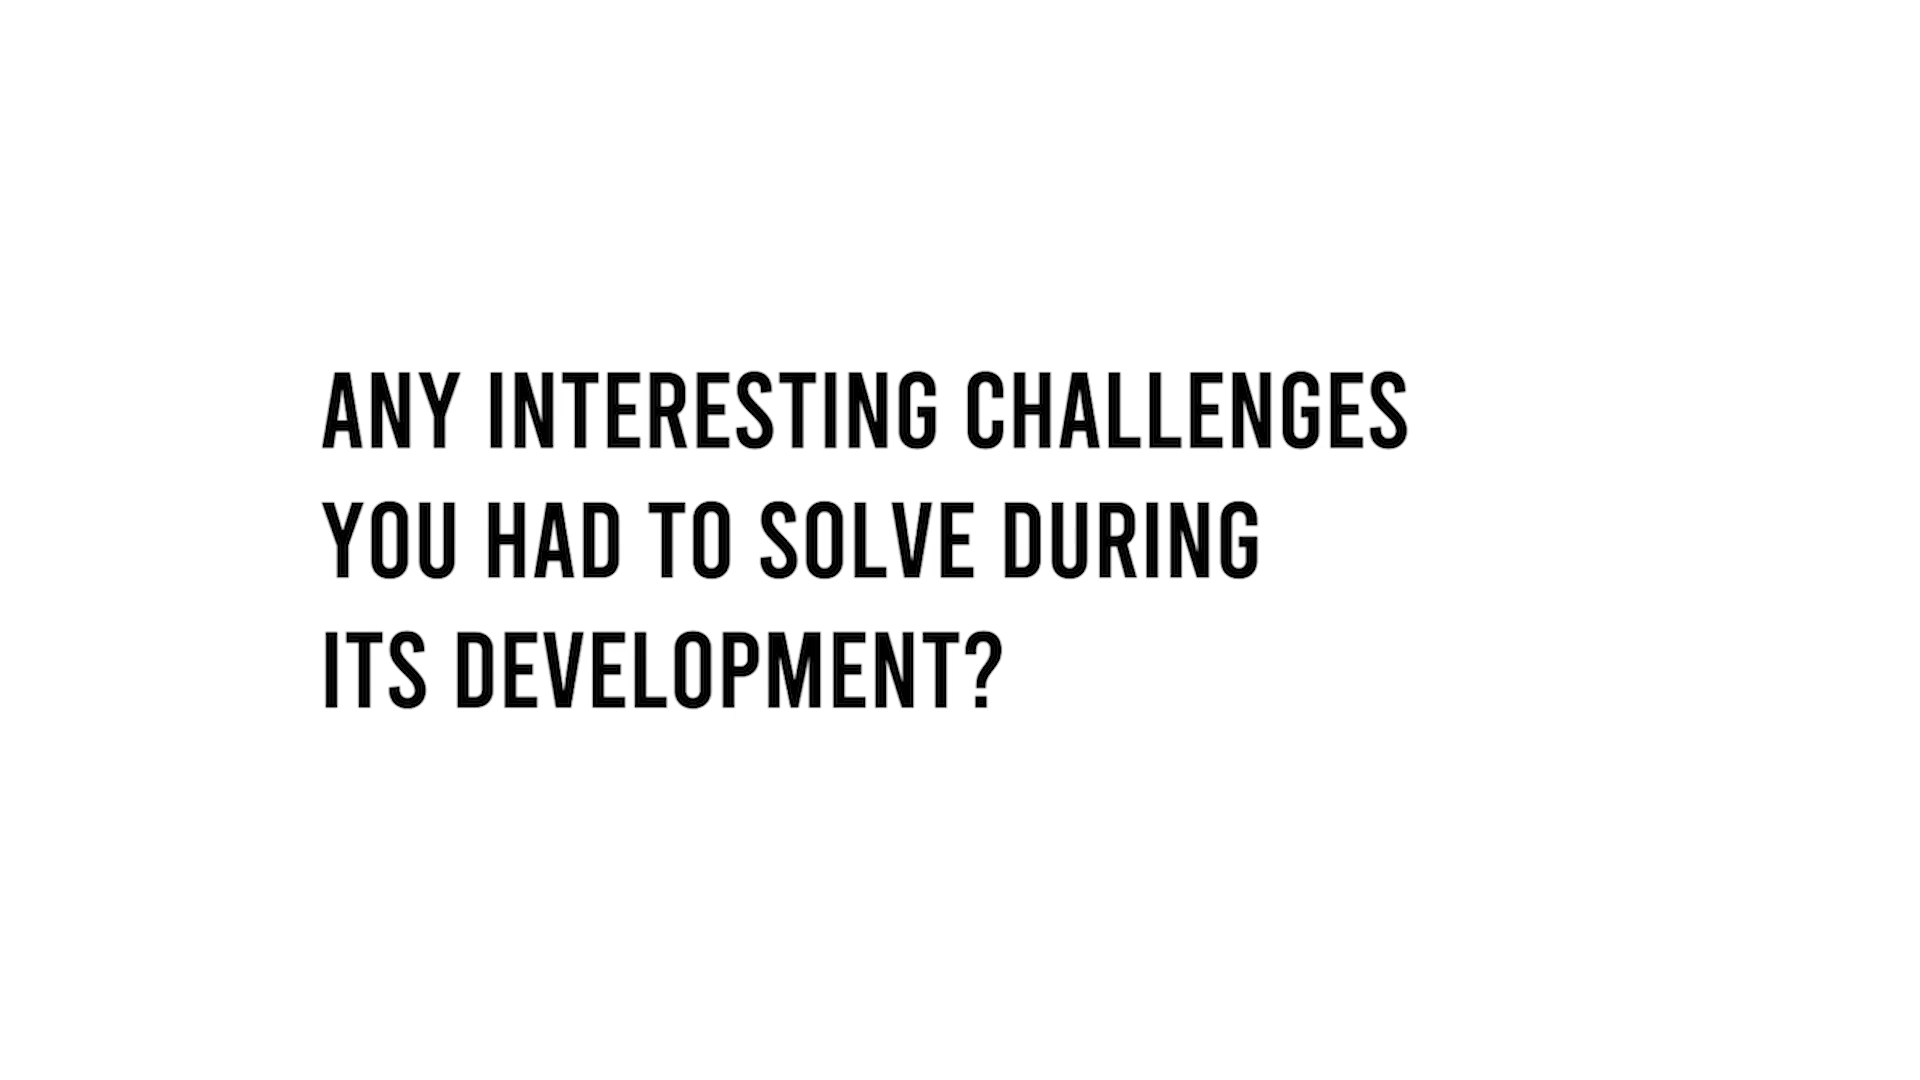 ANY INTERESTING CHALLENGES
YOU HAD TO SOLVE DURING
ITS DEVELOPMENT?